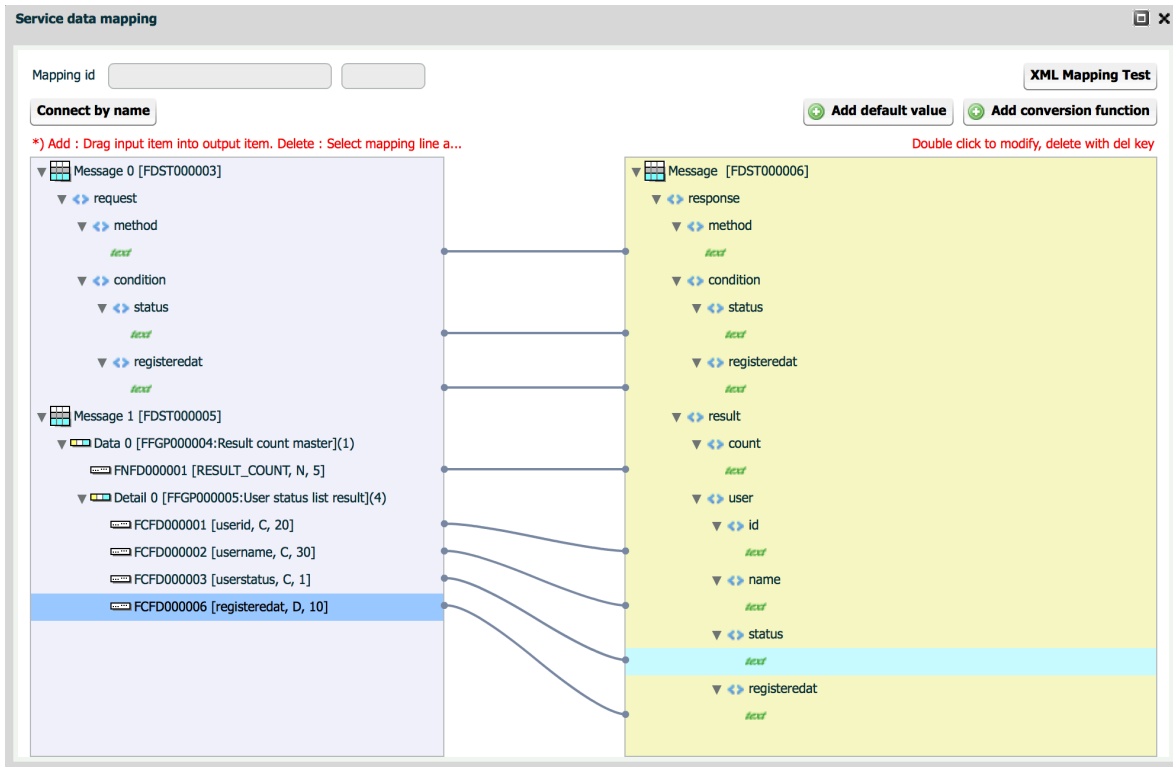 Service data mapping
Mapping id
XML Mapping Test
Connect by name
Add default value
Add conversion function
*) Add : Drag input item into output item. Delete : Select mapping line a...
Double click to modify, delete with del key
Message 0 [FDST000003]
request
method
text
condition
status
text
registeredat
text
Message 1 [FDST000005]
Data 0 [FFGP000004:Result count master](1)
FNFD000001 [RESULT_COUNT, N, 5]
Detail 0 [FFGP000005:User status list result](4)
FCFD000001 [userid, C, 20]
FCFD000002 [username, C, 30]
FCFD000003 [userstatus, C, 1]
FCFD000006 [registeredat, D, 10]
Message [FDST000006]
response
method
text
condition
status
text
registeredat
text
result
count
text
user
id
text
name
text
status
text
registeredat
text